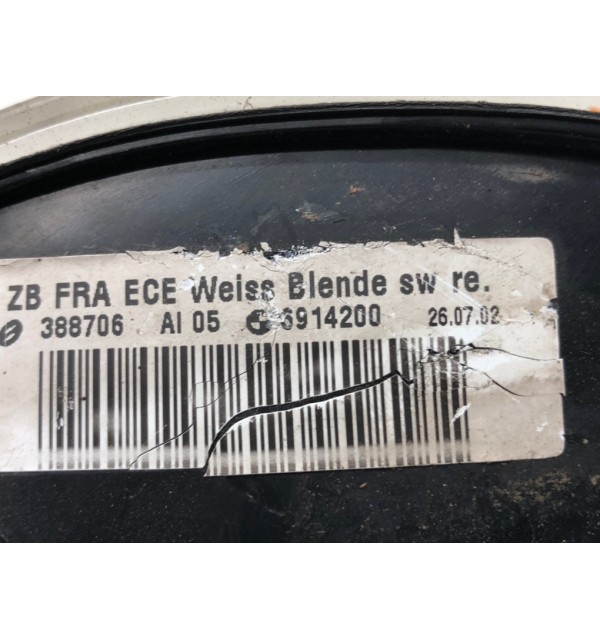 ZB FRA ECE Weiss Blende sw re.
388706 AI 05 6914200 26.07.02